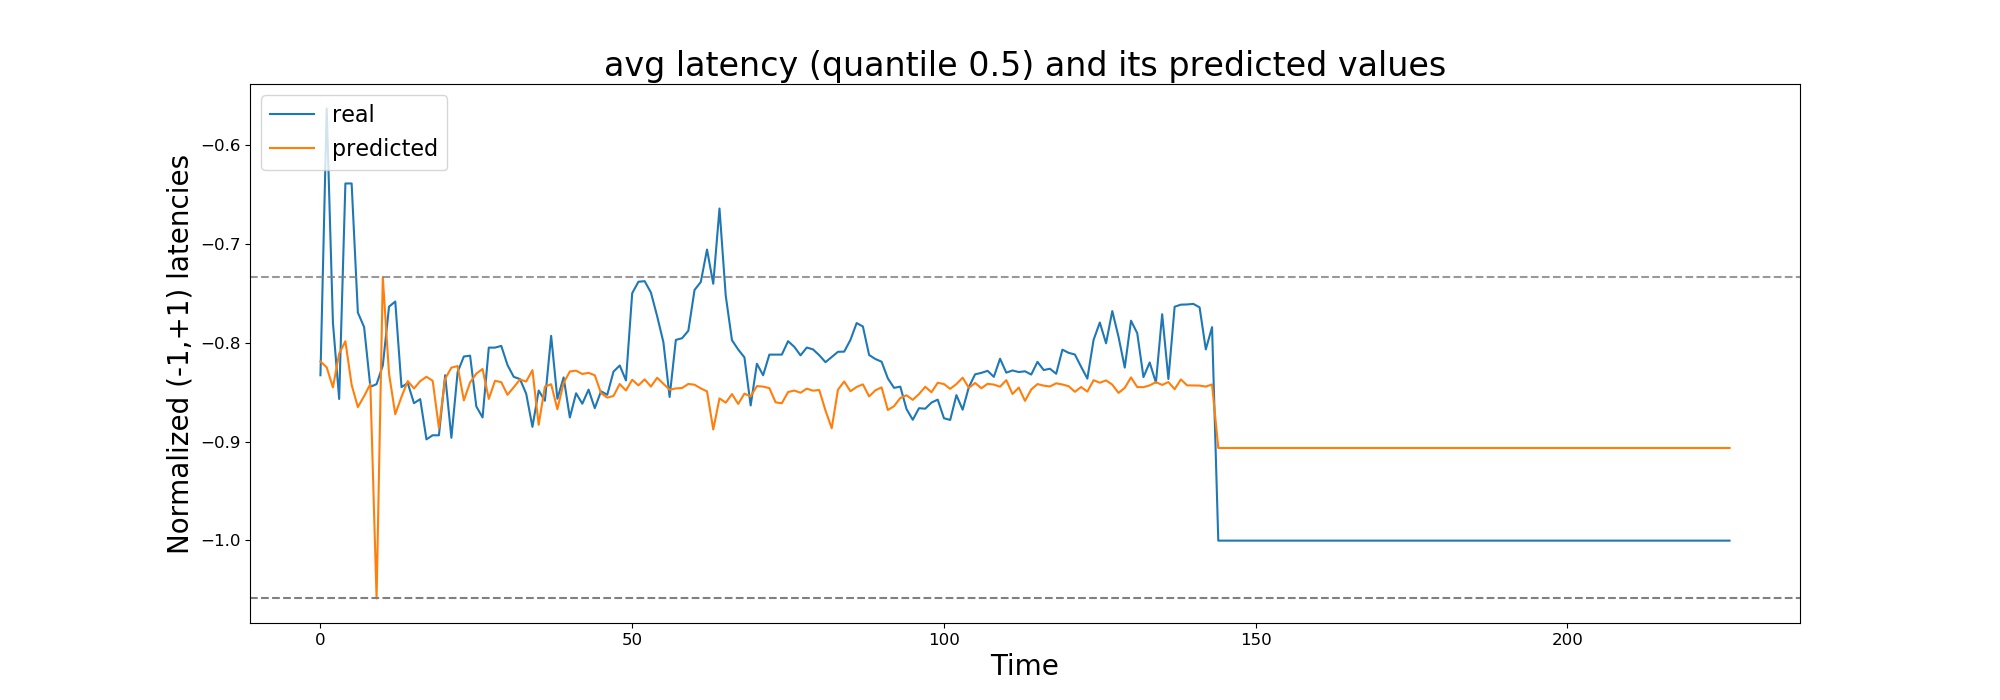 avg latency (quantile 0.5) and its predicted values
real
predicted
Normalized (-1,+1) latencies
−0.6
−0.7
−0.8
−0.9
−1.0
0
50
100
150
200
Time